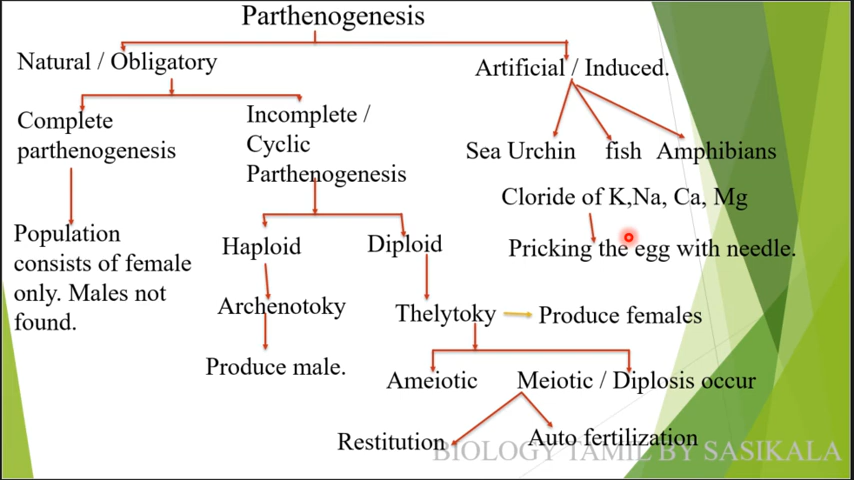 Parthenogenesis
Natural / Obligatory
Artificial / Induced.
Complete
parthenogenesis
Incomplete /
Cyclic
Parthenogenesis
Sea Urchin fish Amphibians
Cloride of K,Na, Ca, Mg
Pricking the egg with needle.
Population
consists of female
only. Males not
found.
Haploid
Diploid
Archenotoky
Thelytoky
Produce females
Produce male.
Ameiotic
Meiotic / Diplosis occur
Restitution
Auto fertilization
BIOLOGY TAMIL BY SASIKALA